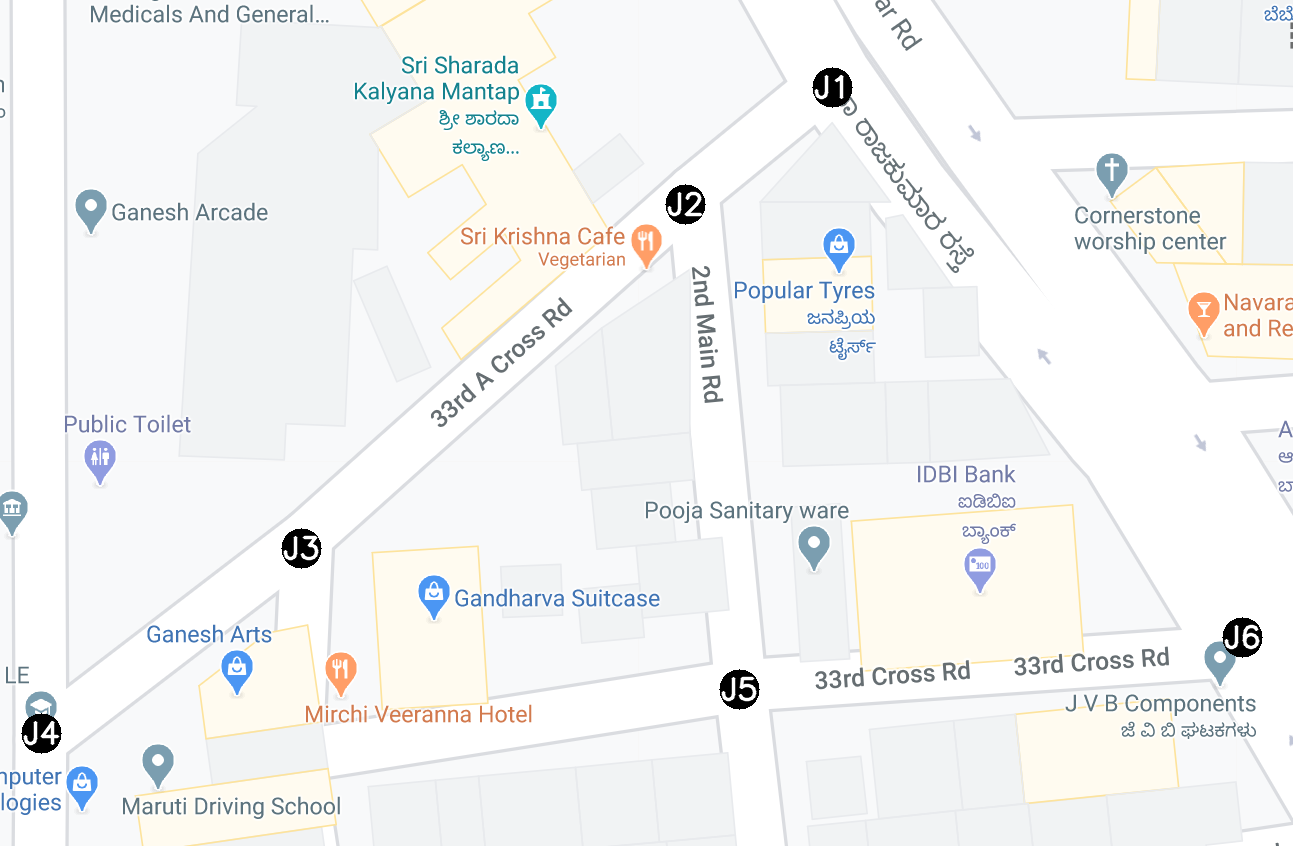 Medicals And General...
ar Rd
ಬೆಬೆ
J1
Sri Sharada
Kalyana Mantap
ಶ್ರೀ ಶಾರದಾ
ಕಲ್ಯಾಣ...
ರಾಜಕುಮಾರ ರಸ್ತೆ
Ganesh Arcade
J2
Cornerstone
worship center
Sri Krishna Cafe
Vegetarian
2nd Main Rd
Popular Tyres
ಜನಪ್ರಿಯ
ಟೈರ್ಸ್
Navara
and Re
33rd A Cross Rd
Public Toilet
IDBI Bank
ಐಡಿಬಿಐ
ಬ್ಯಾಂಕ್
Pooja Sanitary ware
J3
Gandharva Suitcase
Ganesh Arts
J6
33rd Cross Rd
33rd Cross Rd
LE
J5
J V B Components
ಜೆ ವಿ ಬಿ ಘಟಕಗಳು
Mirchi Veeranna Hotel
J4
mputer
logies
Maruti Driving School